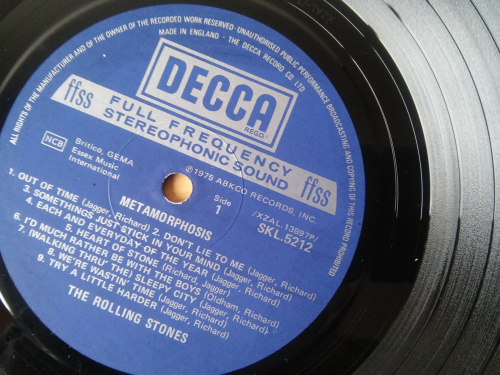 ALL RIGHTS OF THE MANUFACTURER AND OF THE OWNER OF THE RECORDED WORK RESERVED · UNAUTHORISED PUBLIC PERFORMANCE BROADCASTING AND COPYING OF THIS RECORD PROHIBITED
MADE IN ENGLAND · THE DECCA RECORD CO LTD
DECCA
REGD.
ffss FULL FREQUENCY ffss
STEREOPHONIC SOUND
NCB
Britico, GEMA
Essex Music
International
℗1975 ABKCO RECORDS, INC.
Side
1
/XZAL.13897P/
SKL.5212
METAMORPHOSIS
1. OUT OF TIME (Jagger, Richard) 2. DON'T LIE TO ME (Jagger, Richard)
3. SOMETHINGS JUST STICK IN YOUR MIND (Jagger, Richard)
4. EACH AND EVERYDAY OF THE YEAR (Jagger, Richard)
5. HEART OF STONE (Richard, Jagger)
6. I'D MUCH RATHER BE WITH THE BOYS (Oldham, Richard)
7. (WALKING THRU' THE) SLEEPY CITY (Jagger, Richard)
8. WE'RE WASTIN' TIME (Jagger, Richard)
9. TRY A LITTLE HARDER (Jagger, Richard)
THE ROLLING STONES